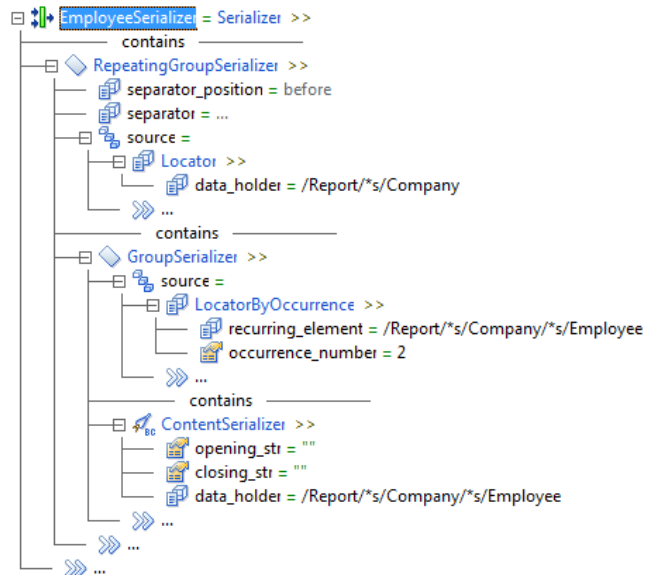 EmployeeSerializer = Serializer >>
contains
RepeatingGroupSerializer >>
separator_position = before
separator = ...
source =
Locator >>
data_holder = /Report/*s/Company
>> ...
contains
GroupSerializer >>
source =
LocatorByOccurrence >>
recurring_element = /Report/*s/Company/*s/Employee
occurrence_number = 2
>> ...
contains
ContentSerializer >>
opening_str = ""
closing_str = ""
data_holder = /Report/*s/Company/*s/Employee
>> ...
>> ...
>> ...